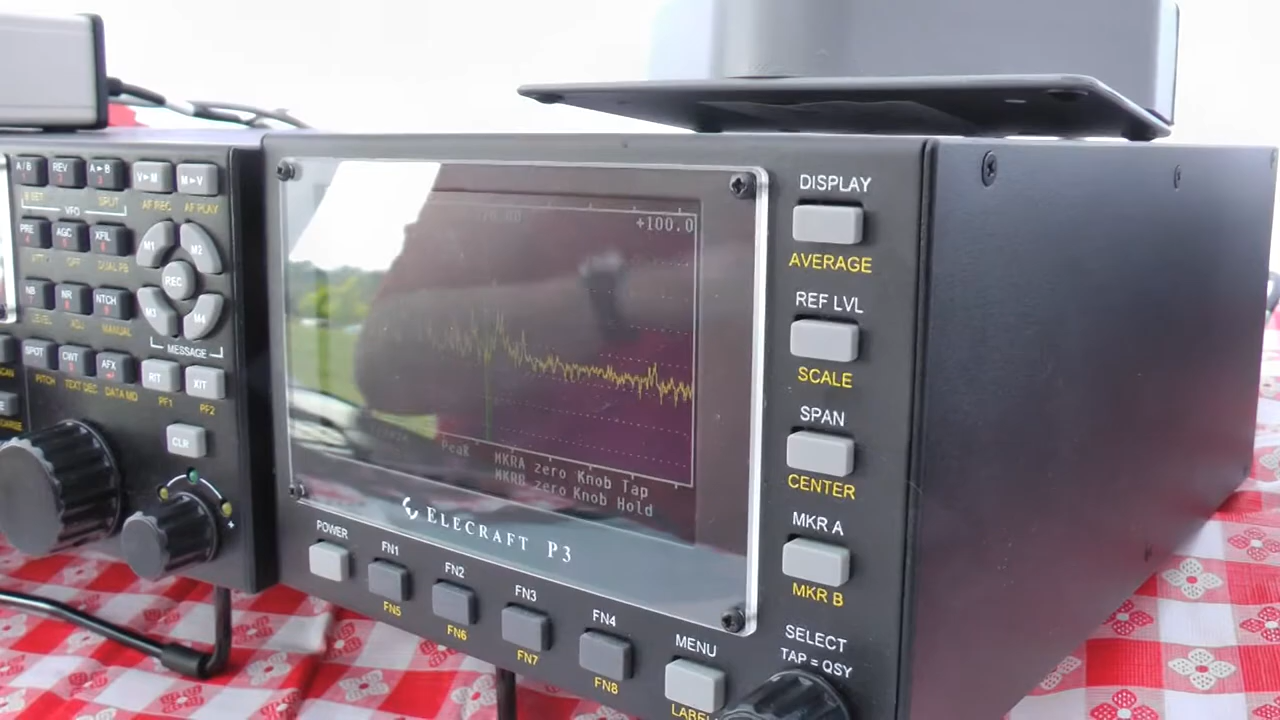 A/B REV A►B V►M M►V
B SET SPLIT AF REC AF PLAY
VFO
PRE AGC XFIL M1 M2
OFF DUAL PB
REC
NB NR NTCH M3 M4
LEVEL ADJ MANUAL
MESSAGE
SPOT CWT AFX RIT XIT
PITCH TEXT DEC DATA MD PF1 PF2
CLR
+100.0
Peak MKRA zero Knob Tap
MKRB zero Knob Hold
ELECRAFT P3
POWER
FN1
FN5
FN2
FN6
FN3
FN7
FN4
FN8
MENU
DISPLAY
AVERAGE
REF LVL
SCALE
SPAN
CENTER
MKR A
MKR B
SELECT
TAP = QSY